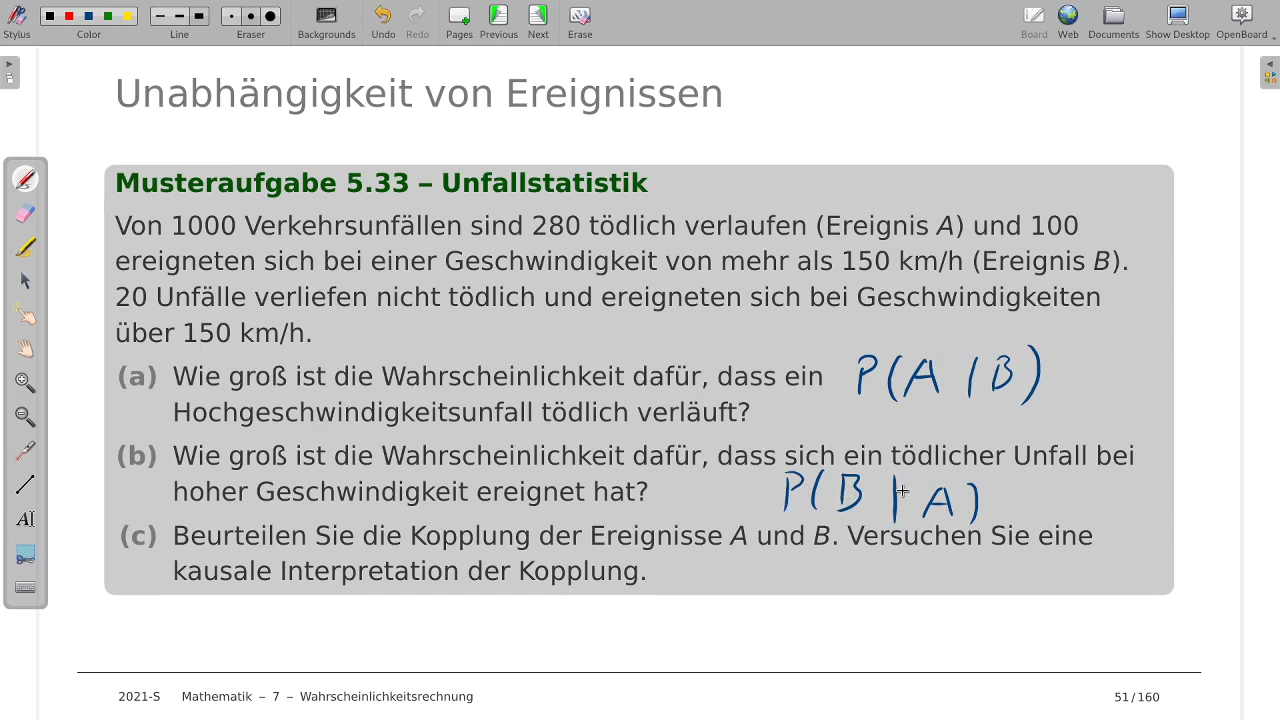 Stylus Color Line Eraser Backgrounds Undo Redo Pages Previous Next Erase Board Web Documents Show Desktop OpenBoard
Unabhängigkeit von Ereignissen
Musteraufgabe 5.33 – Unfallstatistik
Von 1000 Verkehrsunfällen sind 280 tödlich verlaufen (Ereignis A) und 100
ereigneten sich bei einer Geschwindigkeit von mehr als 150 km/h (Ereignis B).
20 Unfälle verliefen nicht tödlich und ereigneten sich bei Geschwindigkeiten
über 150 km/h.
(a) Wie groß ist die Wahrscheinlichkeit dafür, dass ein P(A | B)
Hochgeschwindigkeitsunfall tödlich verläuft?
(b) Wie groß ist die Wahrscheinlichkeit dafür, dass sich ein tödlicher Unfall bei
hoher Geschwindigkeit ereignet hat? P(B | A)
(c) Beurteilen Sie die Kopplung der Ereignisse A und B. Versuchen Sie eine
kausale Interpretation der Kopplung.
2021-S Mathematik – 7 – Wahrscheinlichkeitsrechnung 51/160